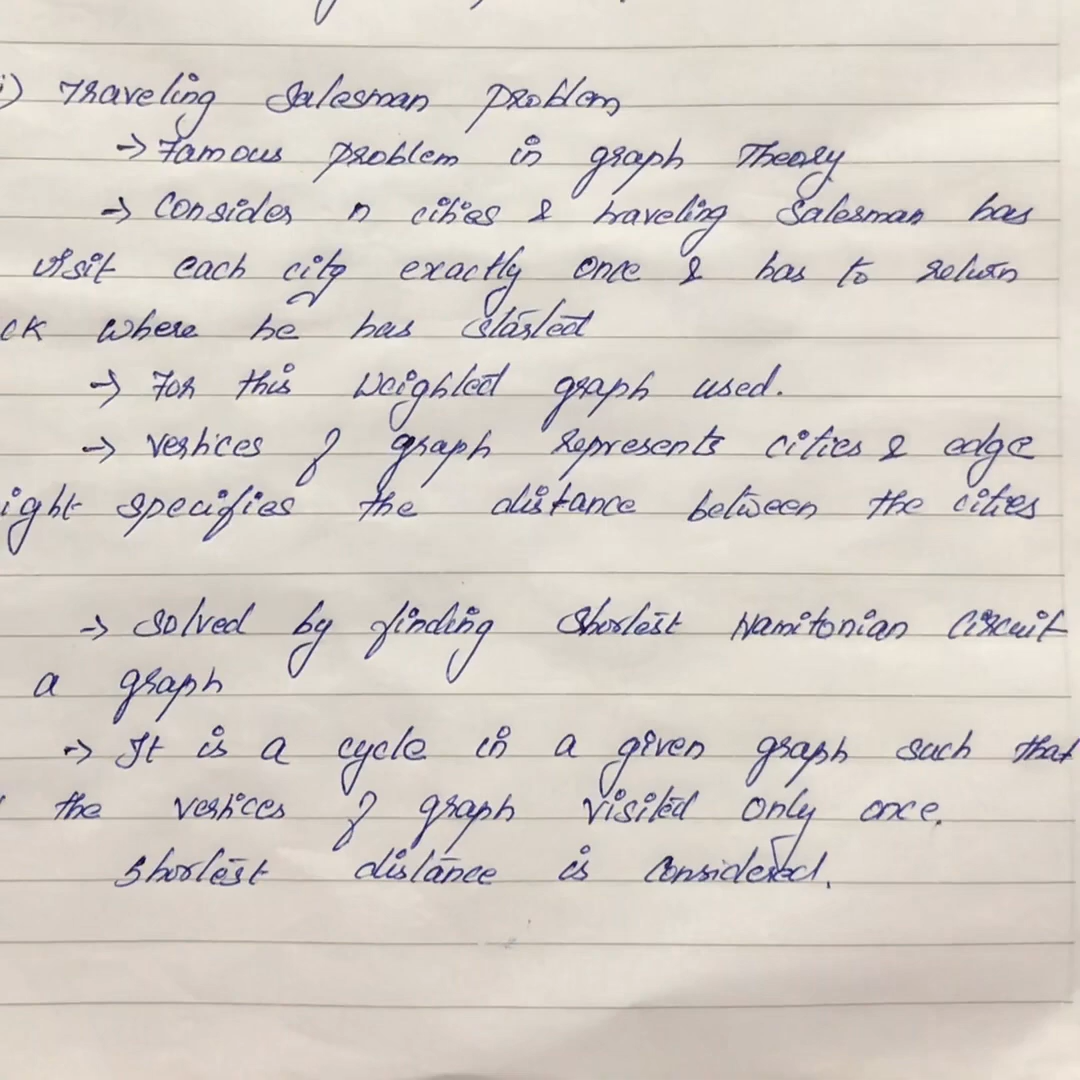 i) Traveling Salesman problem
→ Famous problem in graph Theory
→ Consider n cities & traveling Salesman has
visit each city exactly once & has to return
ck where he has started
→ For this weighted graph used.
→ vertices of graph represents cities & edge
ight specifies the distance between the cities
→ Solved by finding Shortest Hamitonian Circuit
a graph
→ It is a cycle in a given graph such that
the vertices of graph visited only once.
Shortest distance is Considered.